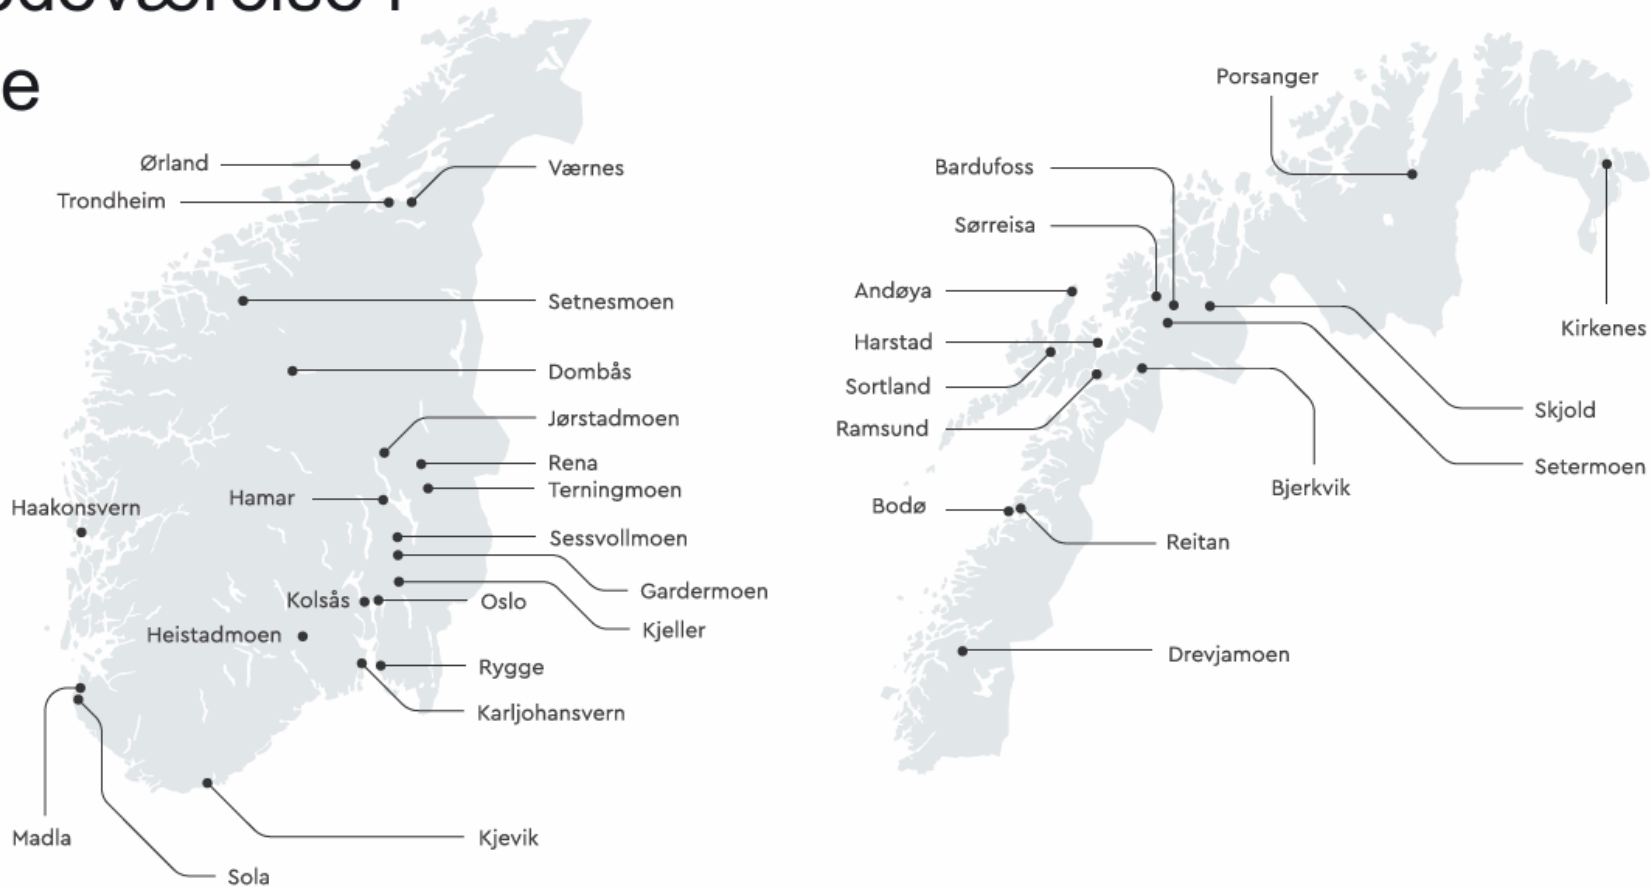 e
Ørland
Værnes
Trondheim
Setnesmoen
Dombås
Jørstadmoen
Rena
Terningmoen
Hamar
Haakonsvern
Sessvollmoen
Gardermoen
Kolsås
Oslo
Kjeller
Heistadmoen
Rygge
Karljohansvern
Madla
Kjevik
Sola
Porsanger
Bardufoss
Sørreisa
Andøya
Kirkenes
Harstad
Sortland
Skjold
Ramsund
Setermoen
Bjerkvik
Bodø
Reitan
Drevjamoen